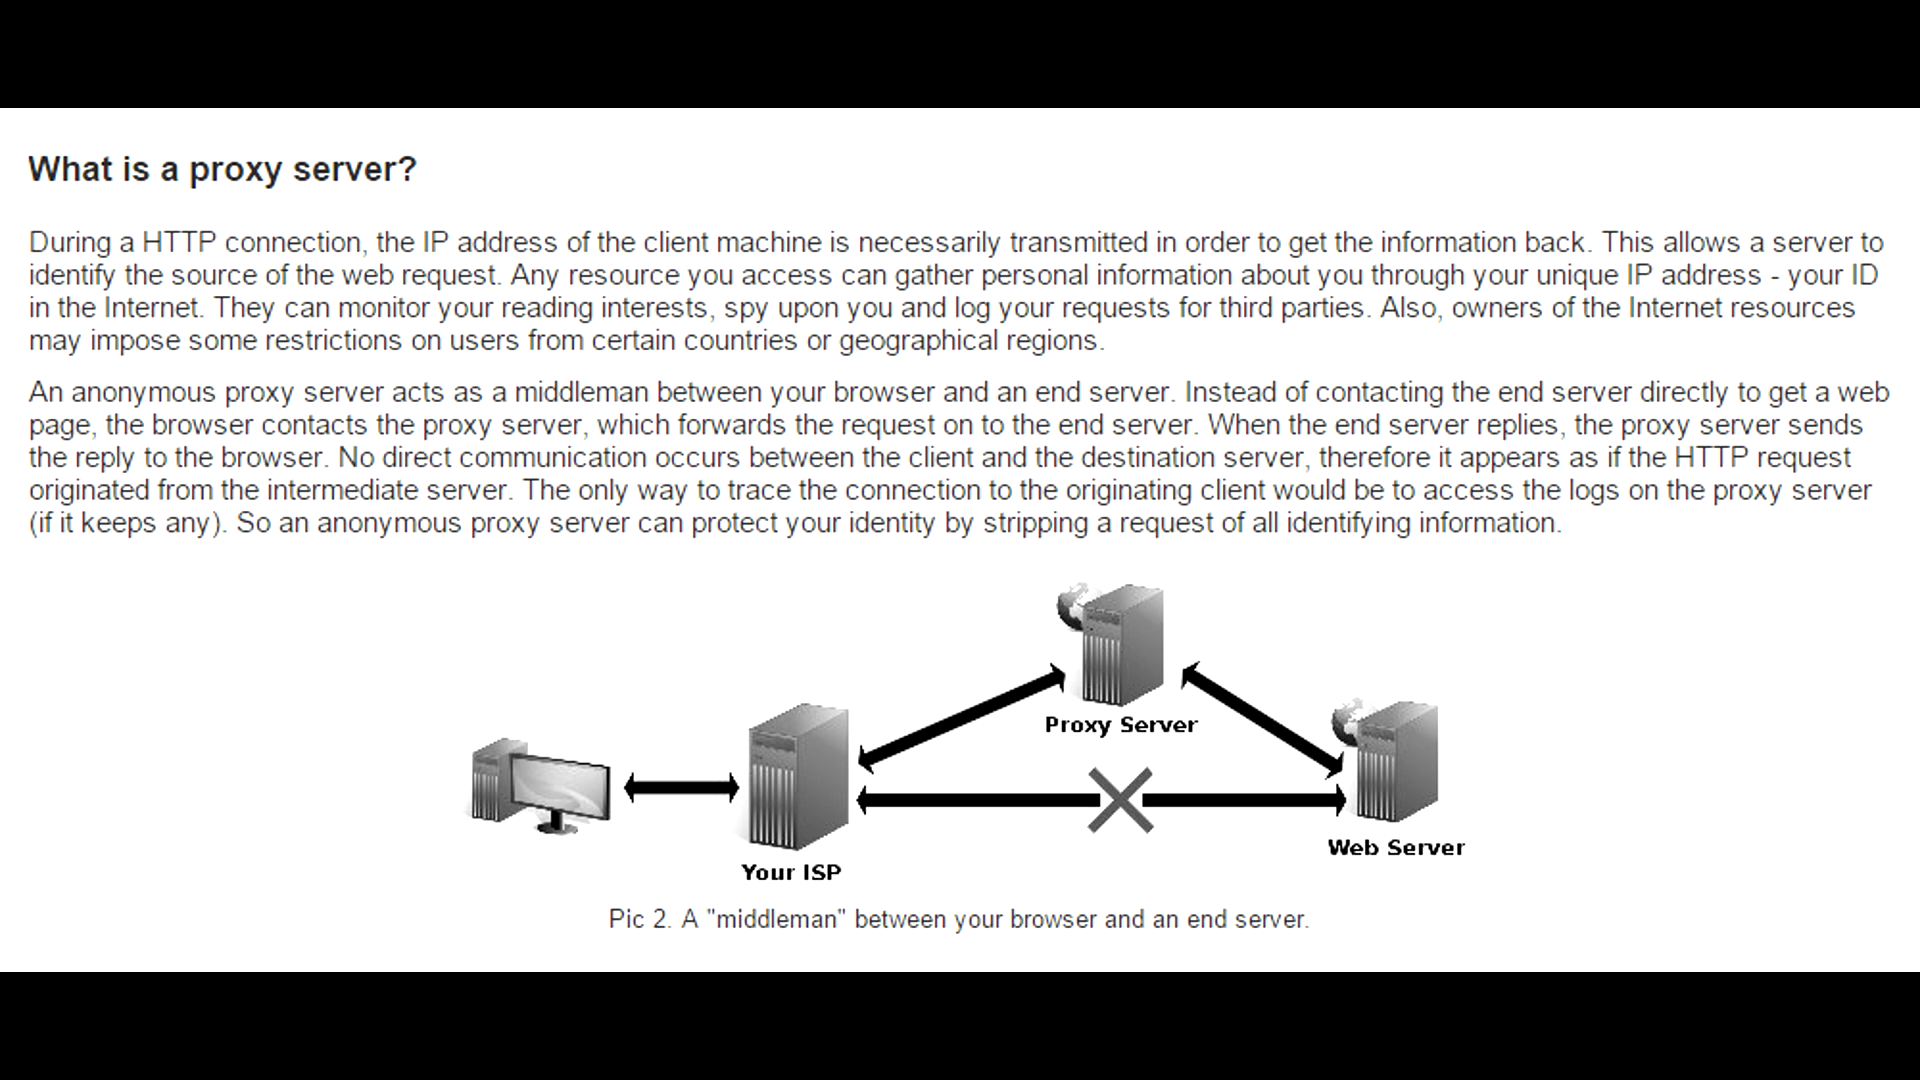 What is a proxy server?
During a HTTP connection, the IP address of the client machine is necessarily transmitted in order to get the information back. This allows a server to
identify the source of the web request. Any resource you access can gather personal information about you through your unique IP address - your ID
in the Internet. They can monitor your reading interests, spy upon you and log your requests for third parties. Also, owners of the Internet resources
may impose some restrictions on users from certain countries or geographical regions.
An anonymous proxy server acts as a middleman between your browser and an end server. Instead of contacting the end server directly to get a web
page, the browser contacts the proxy server, which forwards the request on to the end server. When the end server replies, the proxy server sends
the reply to the browser. No direct communication occurs between the client and the destination server, therefore it appears as if the HTTP request
originated from the intermediate server. The only way to trace the connection to the originating client would be to access the logs on the proxy server
(if it keeps any). So an anonymous proxy server can protect your identity by stripping a request of all identifying information.
Proxy Server
Web Server
Your ISP
Pic 2. A "middleman" between your browser and an end server.